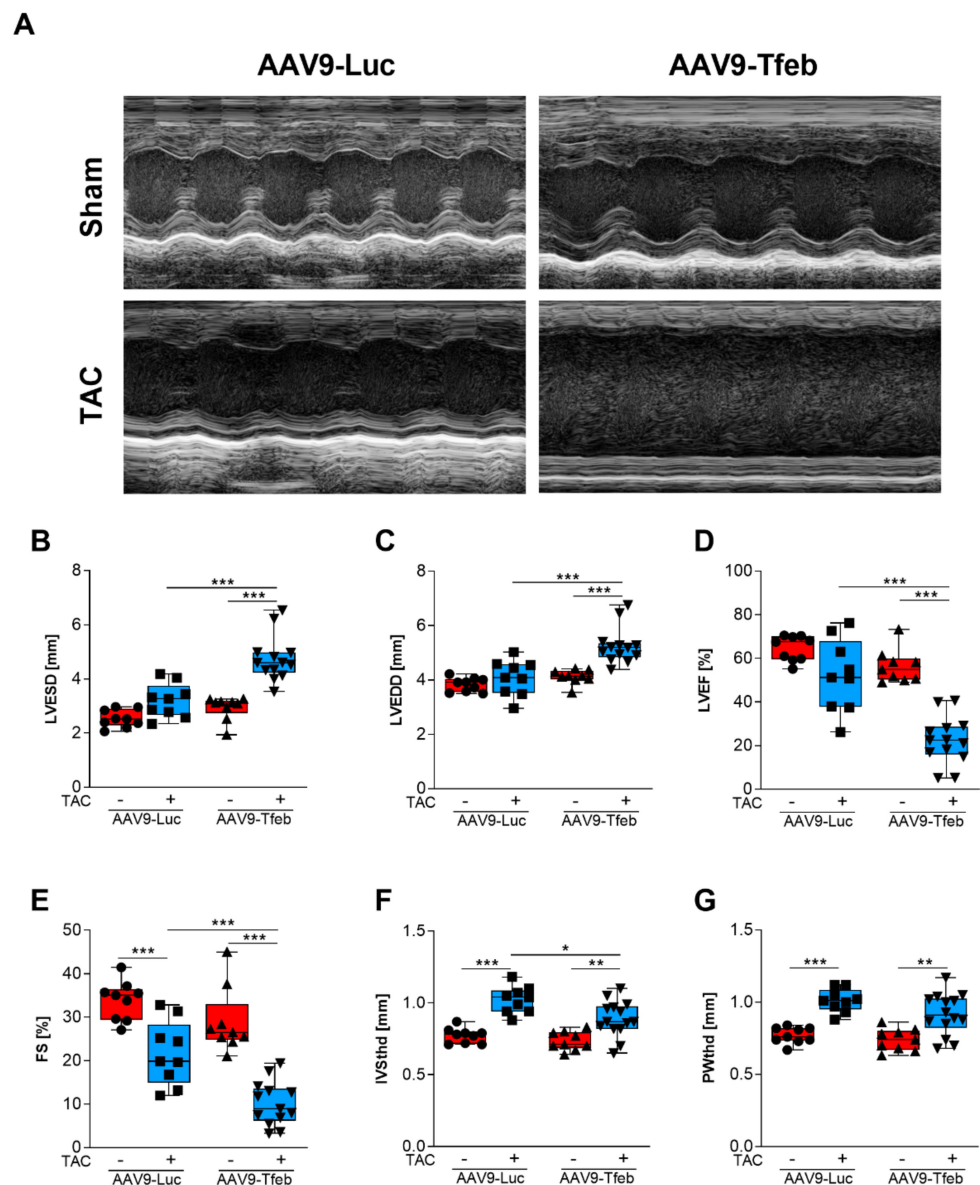 A
AAV9-Luc AAV9-Tfeb
Sham
TAC
B C D
8 8 100
*** *** ***
*** *** ***
6 6 80
4 4 60
2 2 40
0 0 20
0
LVESD [mm] LVEDD [mm] LVEF [%]
TAC - + - + TAC - + - + TAC - + - +
AAV9-Luc AAV9-Tfeb AAV9-Luc AAV9-Tfeb AAV9-Luc AAV9-Tfeb
E F G
50 1.5 1.5
*** *** *** *** * ** *** **
40 1.0 1.0
30 0.5 0.5
20 0.0 0.0
10
0
FS [%] IVSthd [mm] PWthd [mm]
TAC - + - + TAC - + - + TAC - + - +
AAV9-Luc AAV9-Tfeb AAV9-Luc AAV9-Tfeb AAV9-Luc AAV9-Tfeb